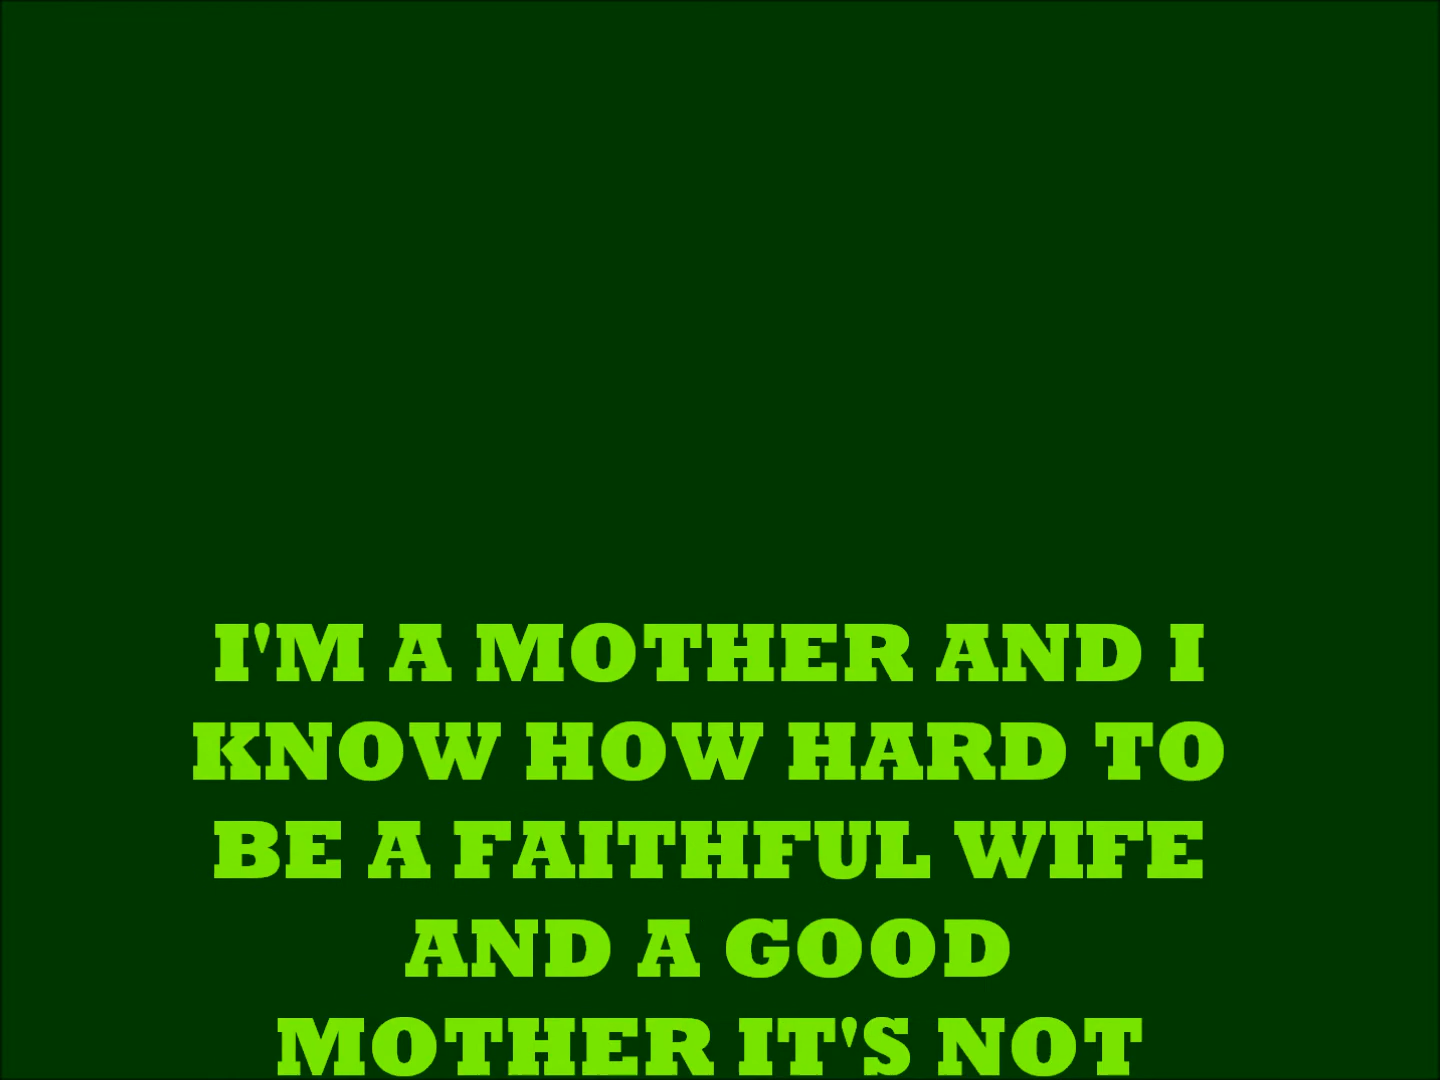 I'M A MOTHER AND I
KNOW HOW HARD TO
BE A FAITHFUL WIFE
AND A GOOD
MOTHER IT'S NOT